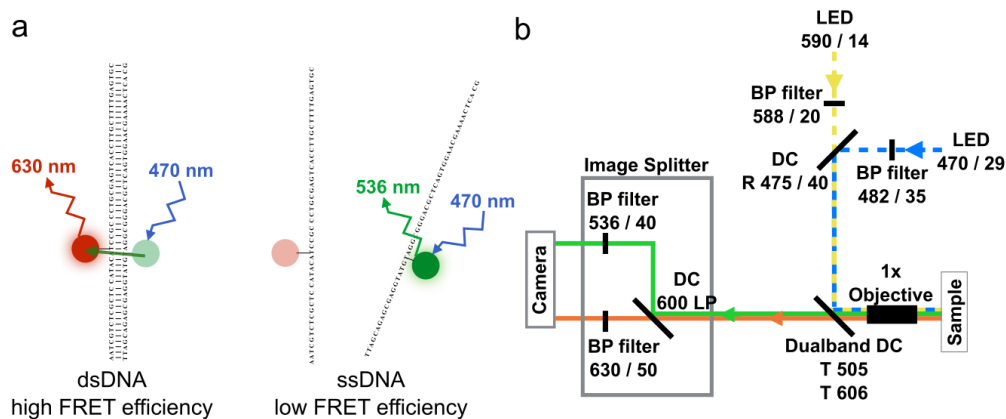 a
630 nm
470 nm
dsDNA
high FRET efficiency
536 nm
470 nm
ssDNA
low FRET efficiency
b
LED
590 / 14
BP filter
588 / 20
DC
R 475 / 40
BP filter
482 / 35
LED
470 / 29
Image Splitter
BP filter
536 / 40
DC
600 LP
BP filter
630 / 50
Camera
1x
Objective
Sample
Dualband DC
T 505
T 606